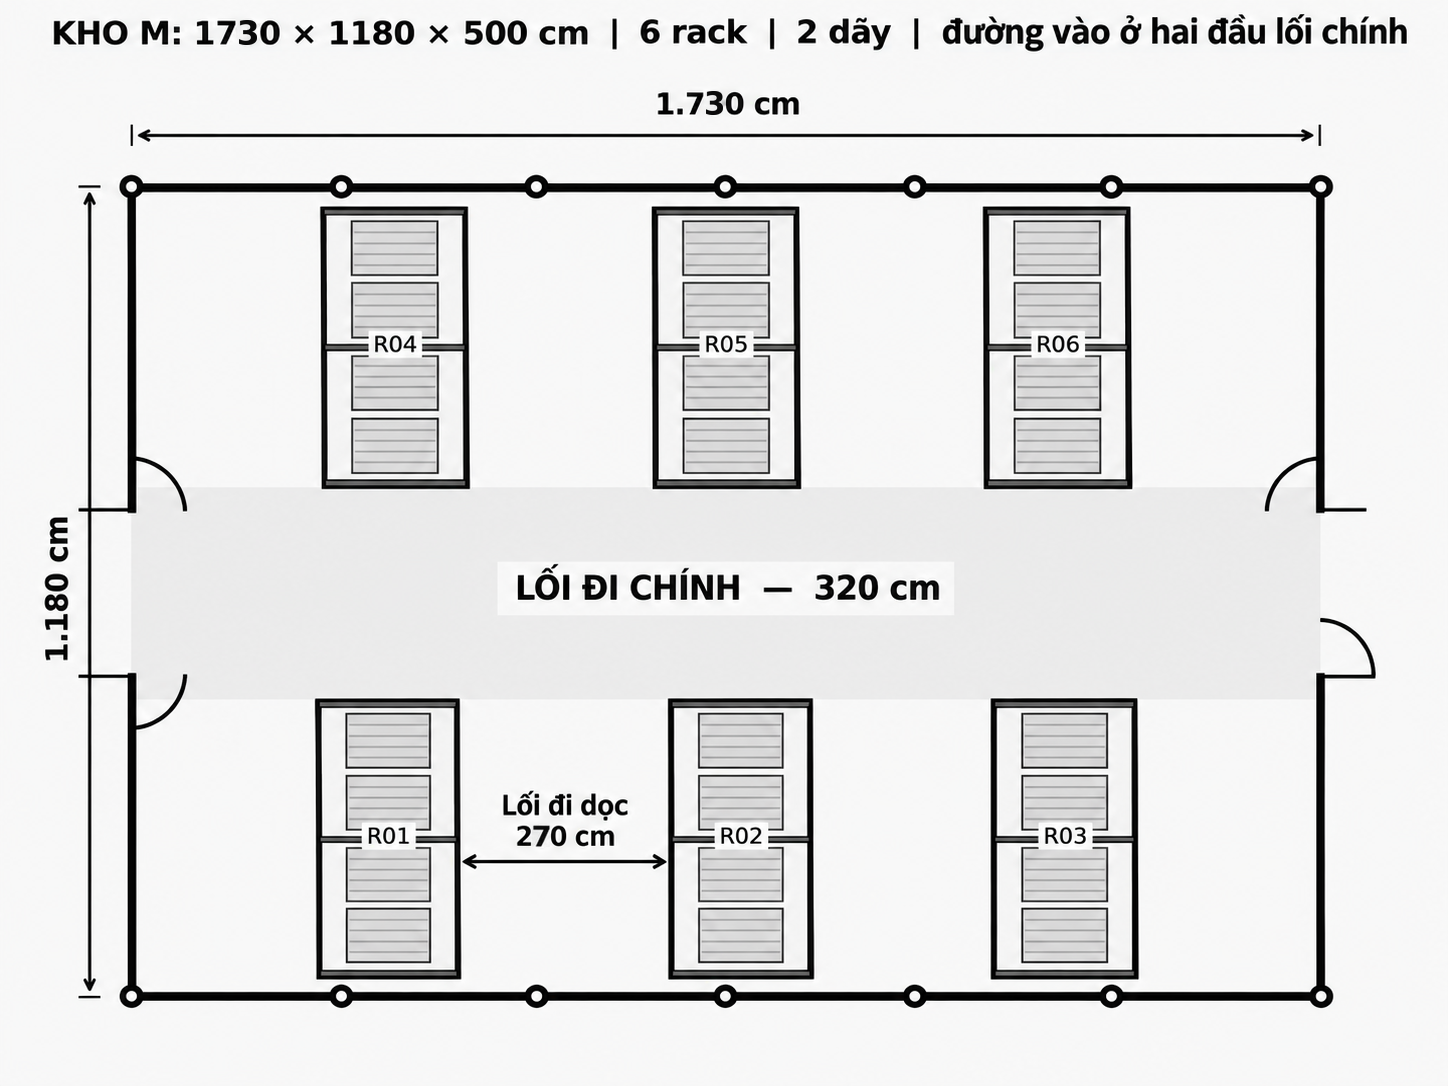 KHO M: 1730 × 1180 × 500 cm | 6 rack | 2 dãy | đường vào ở hai đầu lối chính
1.730 cm
R04
R05
R06
1.180 cm
LỐI ĐI CHÍNH — 320 cm
Lối đi dọc
270 cm
R01
R02
R03